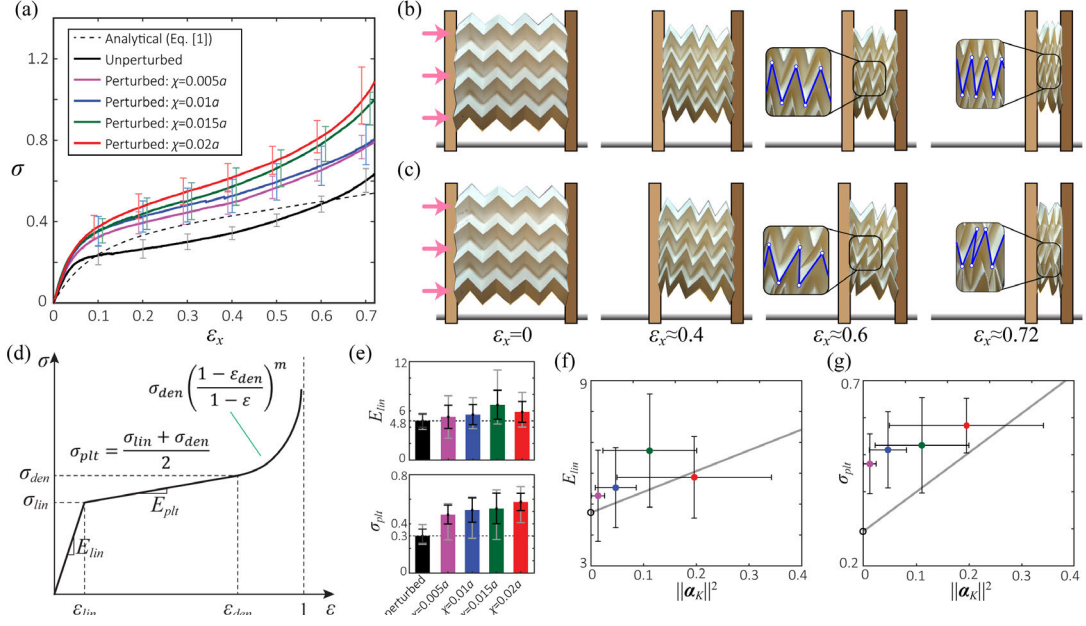 (a)
1.2
0.8
0.4
0
σ
0 0.1 0.2 0.3 0.4 0.5 0.6 0.7
εx
Analytical (Eq. [1])
Unperturbed
Perturbed: χ=0.005a
Perturbed: χ=0.01a
Perturbed: χ=0.015a
Perturbed: χ=0.02a
(b)
(c)
εx=0 εx≈0.4 εx≈0.6 εx≈0.72
(d)
σ
σden
σlin
σplt = (σlin + σden)/2
σden((1 − εden)/(1 − ε))^m
Eplt
Elin
εlin εden 1 ε
(e)
12
9
6
4.8
3
Elin
0.8
0.6
0.4
0.3
σplt
χ=0.005a
χ=0.01a
χ=0.015a
χ=0.02a
(f)
9
Elin
3
0 0.1 0.2 0.3 0.4
||αK||²
(g)
0.7
σplt
0.2
0 0.1 0.2 0.3 0.4
||αK||²